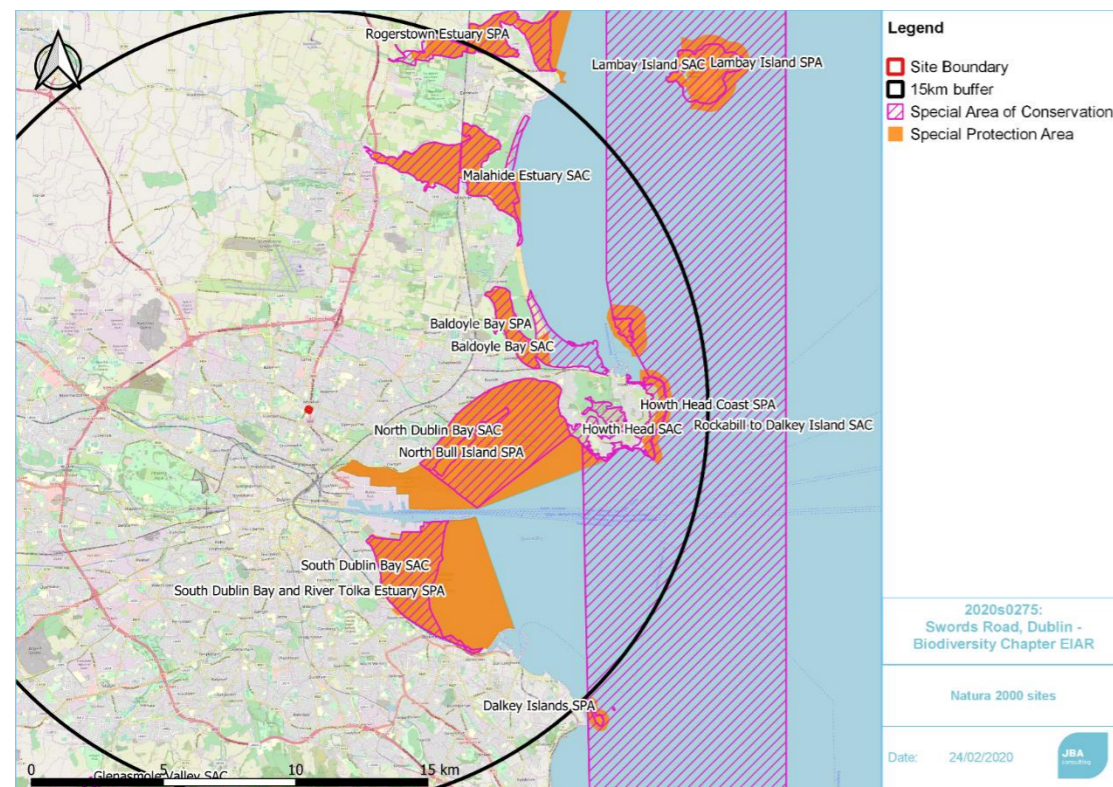 N
Rogerstown Estuary SPA
Lambay Island SAC
Lambay Island SPA
Malahide Estuary SAC
Baldoyle Bay SPA
Baldoyle Bay SAC
Howth Head Coast SPA
Rockabill to Dalkey Island SAC
Howth Head SAC
North Dublin Bay SAC
North Bull Island SPA
South Dublin Bay SAC
South Dublin Bay and River Tolka Estuary SPA
Dalkey Islands SPA
Glenasmole Valley SAC
0 5 10 15 km
Legend
Site Boundary
15km buffer
Special Area of Conservation
Special Protection Area
2020s0275:
Swords Road, Dublin -
Biodiversity Chapter EIAR
Natura 2000 sites
Date: 24/02/2020
JBA
consulting